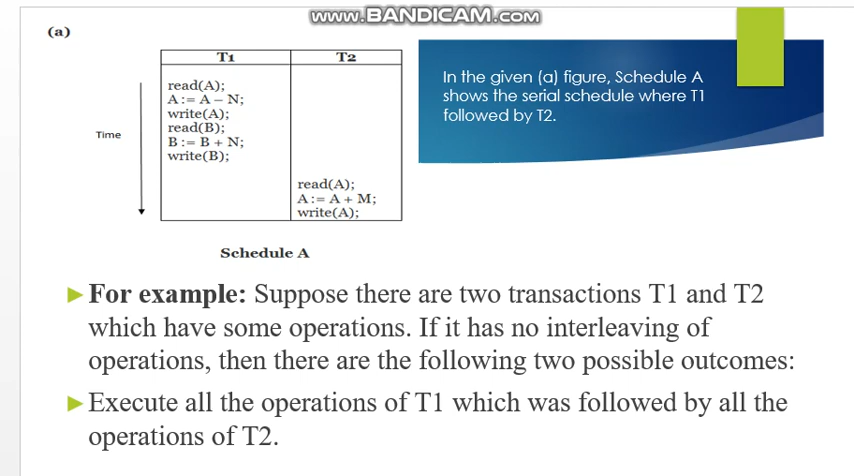 www.BANDICAM.com
(a)
T1 T2
read(A);
A:= A – N;
write(A);
read(B);
B:= B + N;
write(B);
Time
read(A);
A:= A + M;
write(A);
Schedule A
In the given (a) figure, Schedule A
shows the serial schedule where T1
followed by T2.
For example: Suppose there are two transactions T1 and T2
which have some operations. If it has no interleaving of
operations, then there are the following two possible outcomes:
Execute all the operations of T1 which was followed by all the
operations of T2.